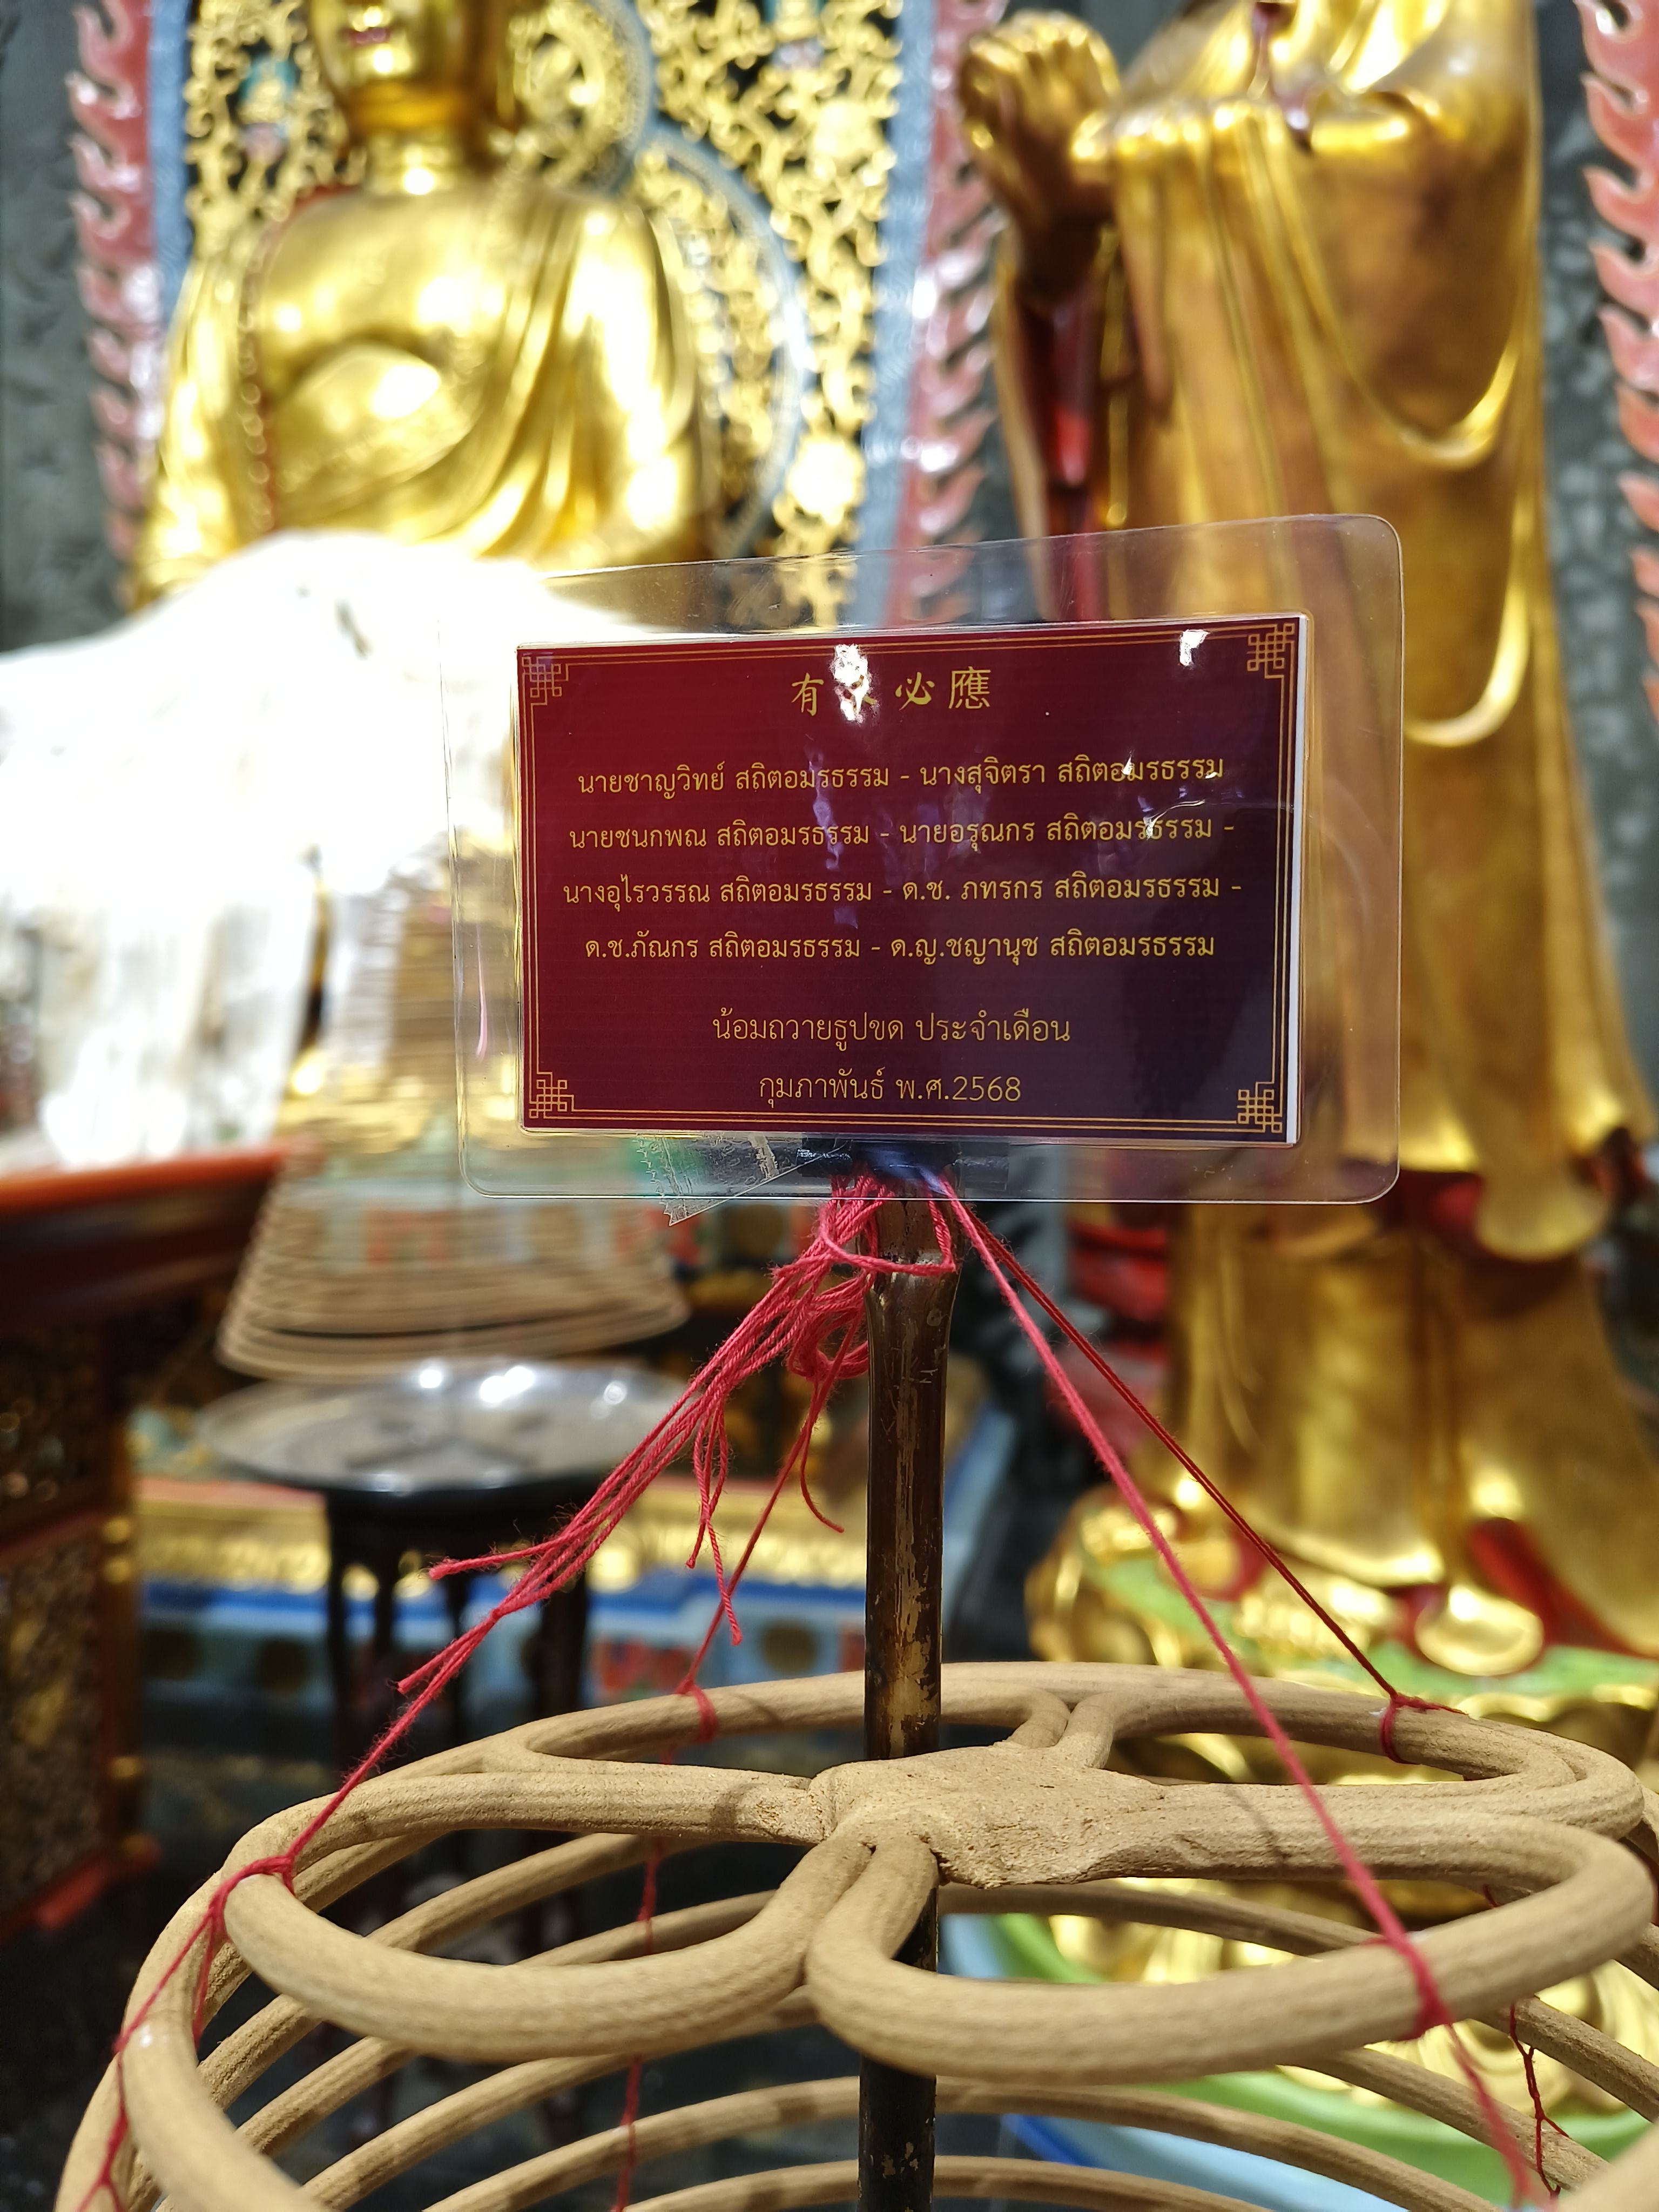 有求必應
นายชาญวิทย์ สถิตอมรธรรม - นางสุจิตรา สถิตอมรธรรม
นายชนกพณ สถิตอมรธรรม - นายอรุณกร สถิตอมรธรรม -
นางอุไรวรรณ สถิตอมรธรรม - ด.ช. ภทรกร สถิตอมรธรรม -
ด.ช.ภัณกร สถิตอมรธรรม - ด.ญ.ชญานุช สถิตอมรธรรม
น้อมถวายธูปขด ประจำเดือน
กุมภาพันธ์ พ.ศ.2568